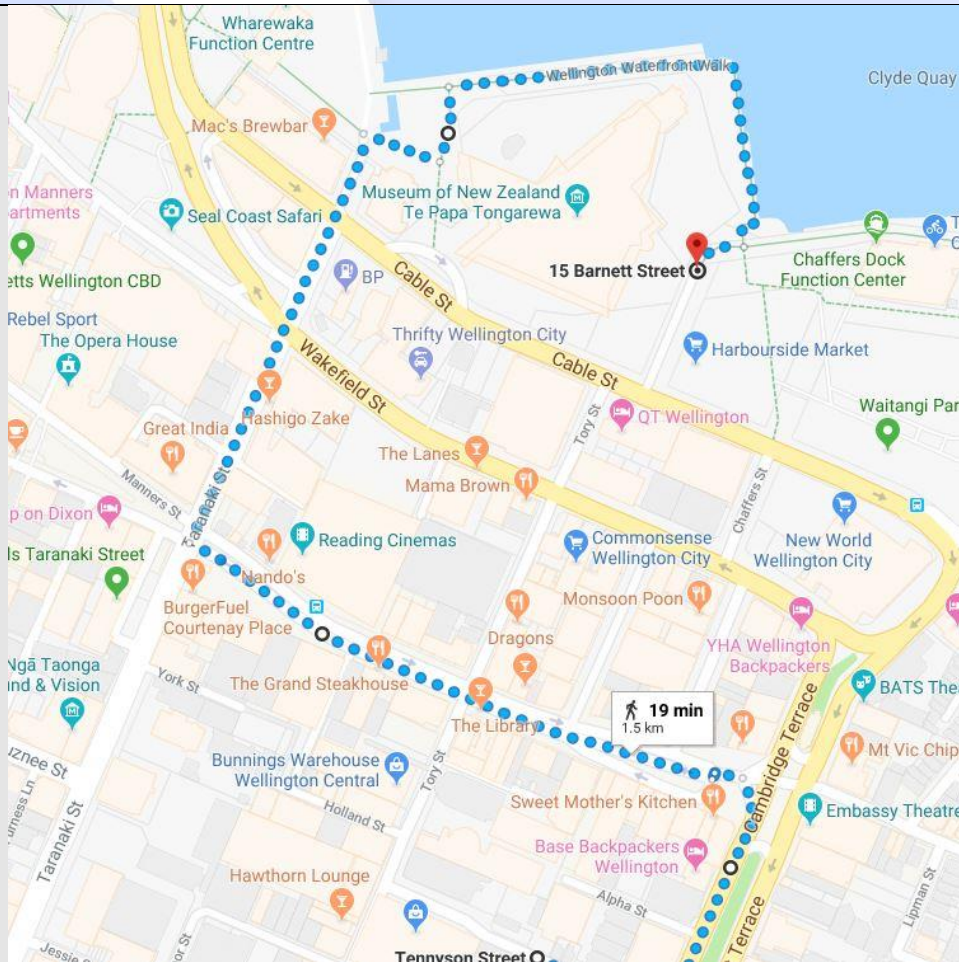 Wharewaka
Function Centre
Wellington Waterfront Walk
Clyde Quay
Mac's Brewbar
n Manners
artments
Museum of New Zealand
Te Papa Tongarewa
Seal Coast Safari
Chaffers Dock
Function Center
15 Barnett Street
etts Wellington CBD
BP
Cable St
Rebel Sport
The Opera House
Thrifty Wellington City
Harbourside Market
Wakefield St
Cable St
Hashigo Zake
Great India
Tory St
QT Wellington
Waitangi Par
The Lanes
Mama Brown
Manners St
Taranaki St
Chaffers St
p on Dixon
Reading Cinemas
Commonsense
Wellington City
New World
Wellington City
ls Taranaki Street
Nando's
BurgerFuel
Courtenay Place
Monsoon Poon
Dragons
YHA Wellington
Backpackers
Ngā Taonga
nd & Vision
York St
The Grand Steakhouse
BATS Thea
19 min
1.5 km
The Library
Cambridge Terrace
Mt Vic Chip
uznee St
Bunnings Warehouse
Wellington Central
Tory St
Sweet Mother's Kitchen
Embassy Theatre
Furness Ln
Taranaki St
Holland St
Base Backpackers
Wellington
Hawthorn Lounge
Alpha St
Lipman St
Terrace
Jessie S
or St
Tennyson Street